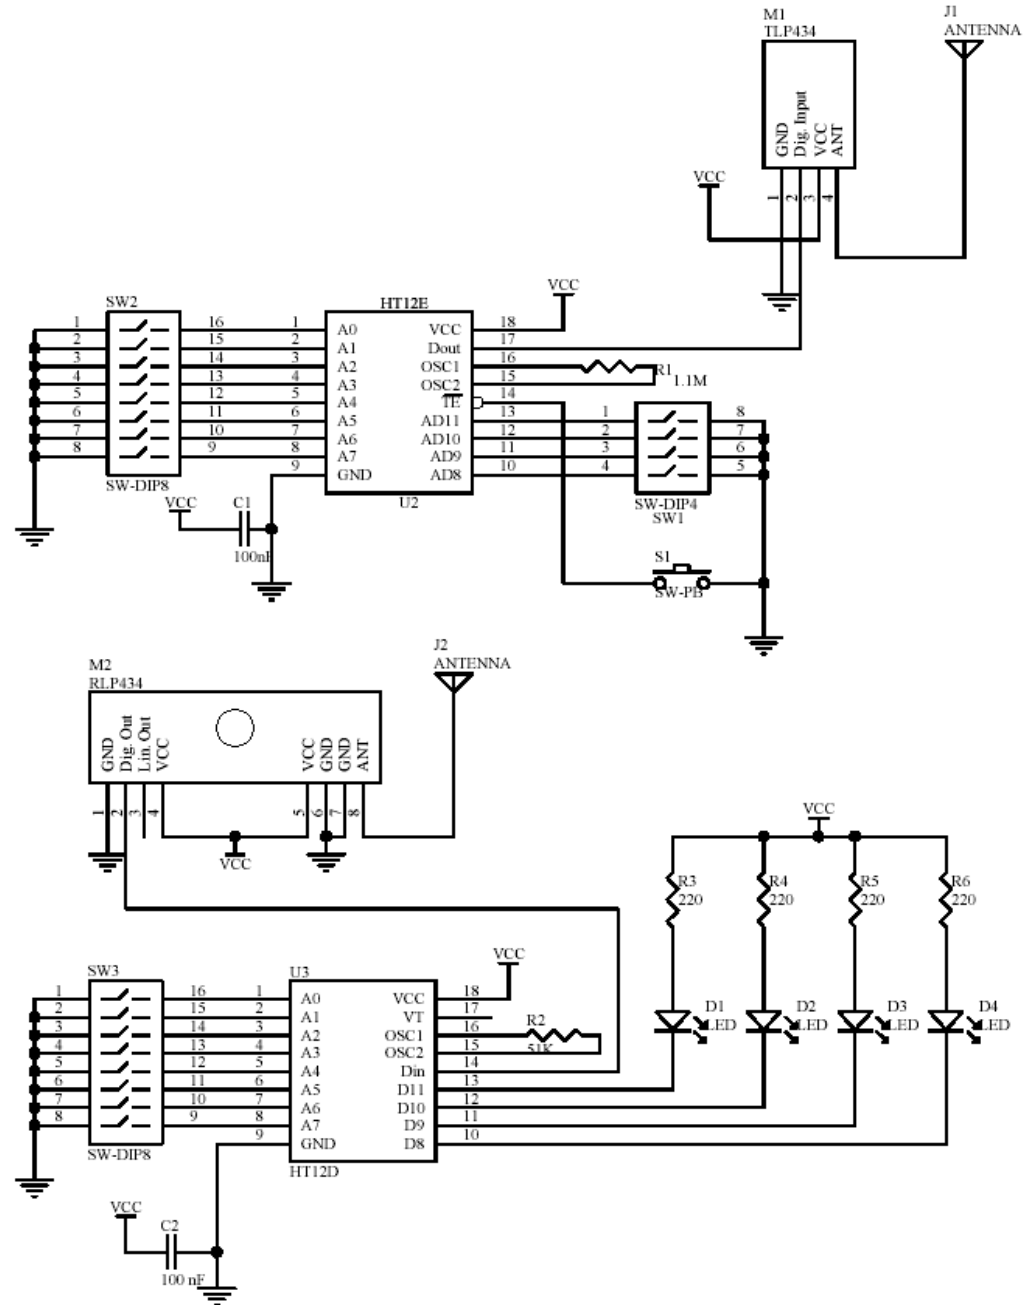 M1
TLP434
J1
ANTENNA
GND
Dig. Input
VCC
ANT
1
2
3
4
VCC
SW2
1
2
3
4
5
6
7
8
16
15
14
13
12
11
10
9
SW-DIP8
HT12E
1
2
3
4
5
6
7
8
9
A0
A1
A2
A3
A4
A5
A6
A7
GND
VCC
Dout
OSC1
OSC2
TE
AD11
AD10
AD9
AD8
18
17
16
15
14
13
12
11
10
U2
VCC
R1
1.1M
1
2
3
4
8
7
6
5
SW-DIP4
SW1
VCC
C1
100nF
S1
SW-PB
M2
RLP434
J2
ANTENNA
GND
Dig. Out
Lin. Out
VCC
VCC
GND
GND
ANT
1
2
3
4
5
6
7
8
VCC
VCC
R3
220
R4
220
R5
220
R6
220
D1
LED
D2
LED
D3
LED
D4
LED
SW3
1
2
3
4
5
6
7
8
16
15
14
13
12
11
10
9
SW-DIP8
U3
1
2
3
4
5
6
7
8
9
A0
A1
A2
A3
A4
A5
A6
A7
GND
VCC
VT
OSC1
OSC2
Din
D11
D10
D9
D8
18
17
16
15
14
13
12
11
10
HT12D
VCC
R2
51K
VCC
C2
100 nF